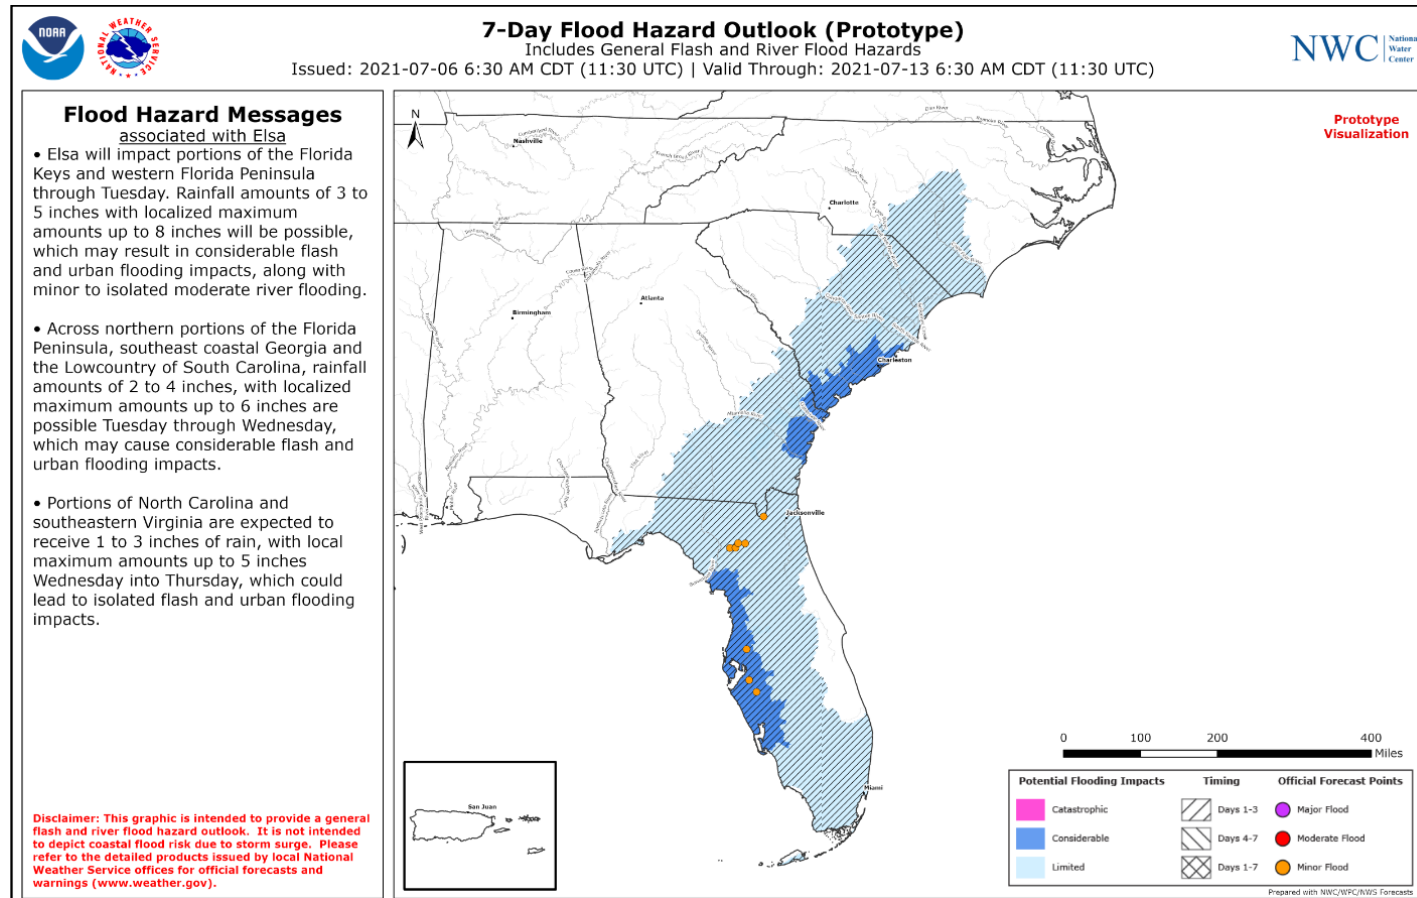 7-Day Flood Hazard Outlook (Prototype)
Includes General Flash and River Flood Hazards
Issued: 2021-07-06 6:30 AM CDT (11:30 UTC) | Valid Through: 2021-07-13 6:30 AM CDT (11:30 UTC)
NOAA
NATIONAL WEATHER SERVICE
NWC
National
Water
Center
Flood Hazard Messages
associated with Elsa
• Elsa will impact portions of the Florida
Keys and western Florida Peninsula
through Tuesday. Rainfall amounts of 3 to
5 inches with localized maximum
amounts up to 8 inches will be possible,
which may result in considerable flash
and urban flooding impacts, along with
minor to isolated moderate river flooding.
• Across northern portions of the Florida
Peninsula, southeast coastal Georgia and
the Lowcountry of South Carolina, rainfall
amounts of 2 to 4 inches, with localized
maximum amounts up to 6 inches are
possible Tuesday through Wednesday,
which may cause considerable flash and
urban flooding impacts.
• Portions of North Carolina and
southeastern Virginia are expected to
receive 1 to 3 inches of rain, with local
maximum amounts up to 5 inches
Wednesday into Thursday, which could
lead to isolated flash and urban flooding
impacts.
Disclaimer: This graphic is intended to provide a general
flash and river flood hazard outlook. It is not intended
to depict coastal flood risk due to storm surge. Please
refer to the detailed products issued by local National
Weather Service offices for official forecasts and
warnings (www.weather.gov).
N
Prototype
Visualization
Nashville
Charlotte
Atlanta
Birmingham
Charleston
Jacksonville
Miami
San Juan
0 100 200 400
Miles
Potential Flooding Impacts
Catastrophic
Considerable
Limited
Timing
Days 1-3
Days 4-7
Days 1-7
Official Forecast Points
Major Flood
Moderate Flood
Minor Flood
Prepared with NWC/WPC/NWS Forecasts